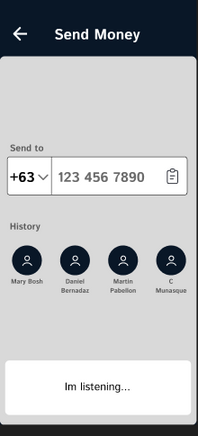 Send Money
Send to
+63 123 456 7890
History
Mary Bosh Daniel Martin C
Bernadaz Pabellon Munasque
Im listening...